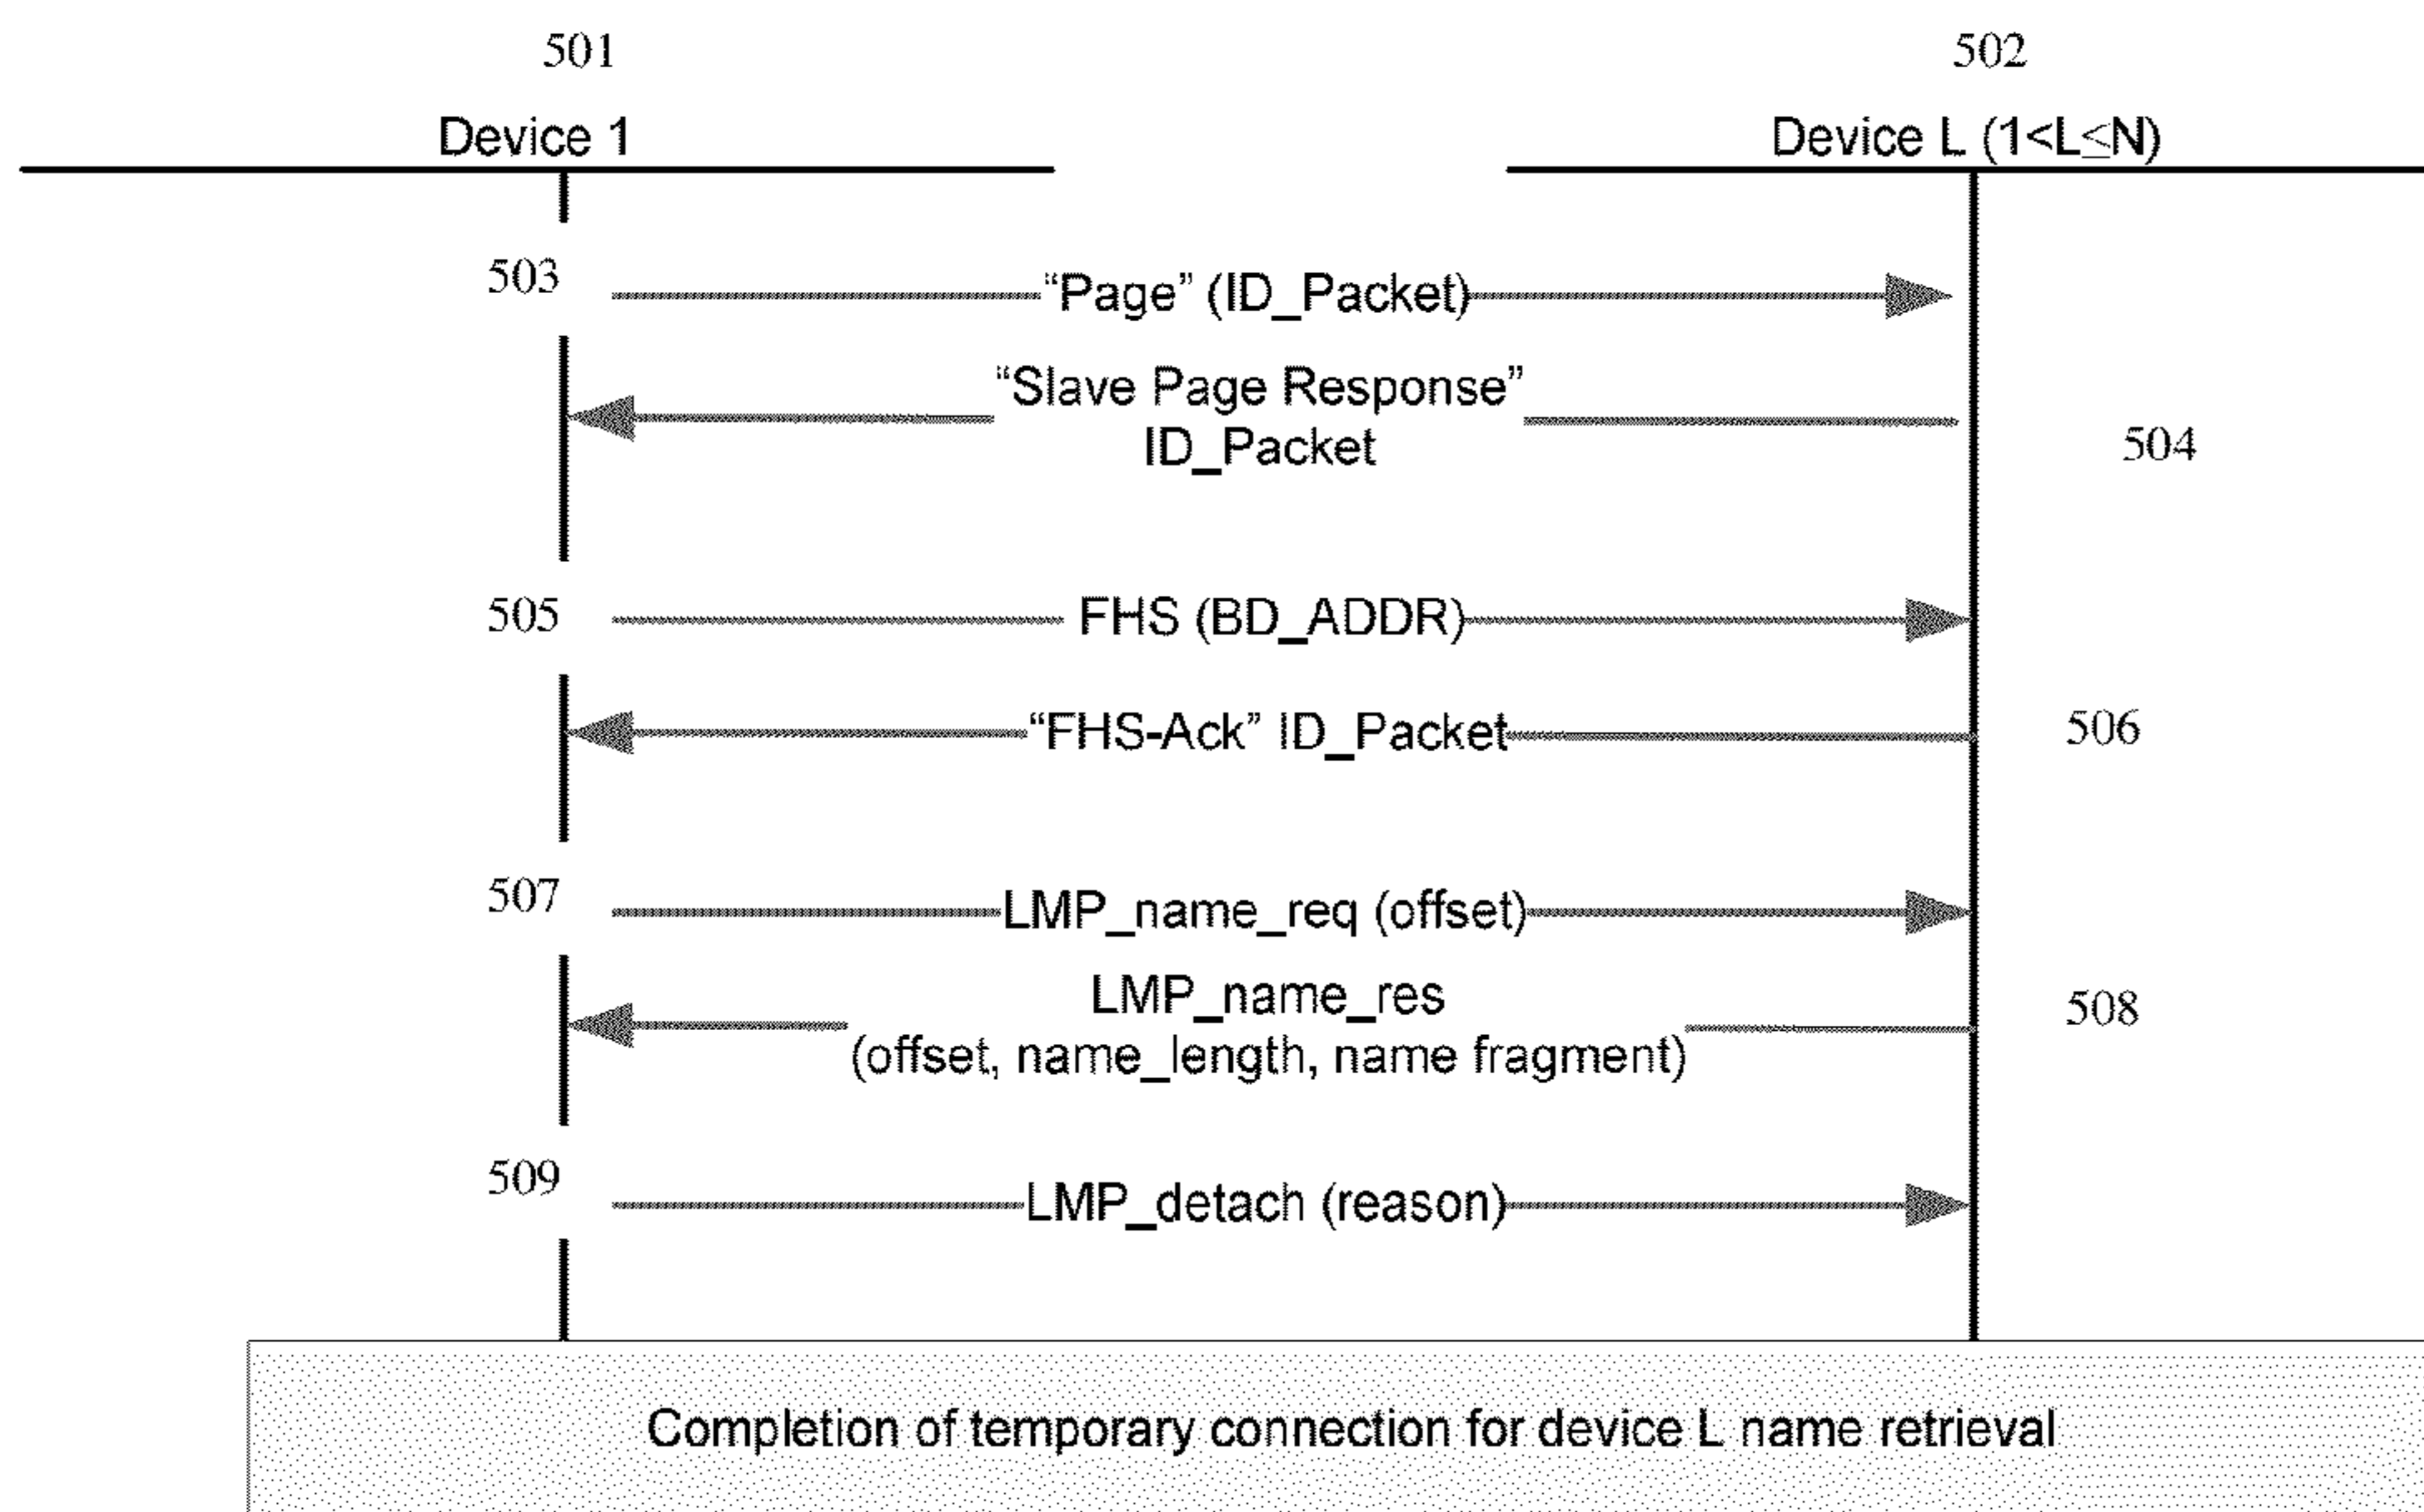 501
502
Device 1
Device L (1<L≤N)
503
“Page” (ID_Packet)
“Slave Page Response”
ID_Packet
504
505
FHS (BD_ADDR)
“FHS-Ack” ID_Packet
506
507
LMP_name_req (offset)
LMP_name_res
(offset, name_length, name fragment)
508
509
LMP_detach (reason)
Completion of temporary connection for device L name retrieval